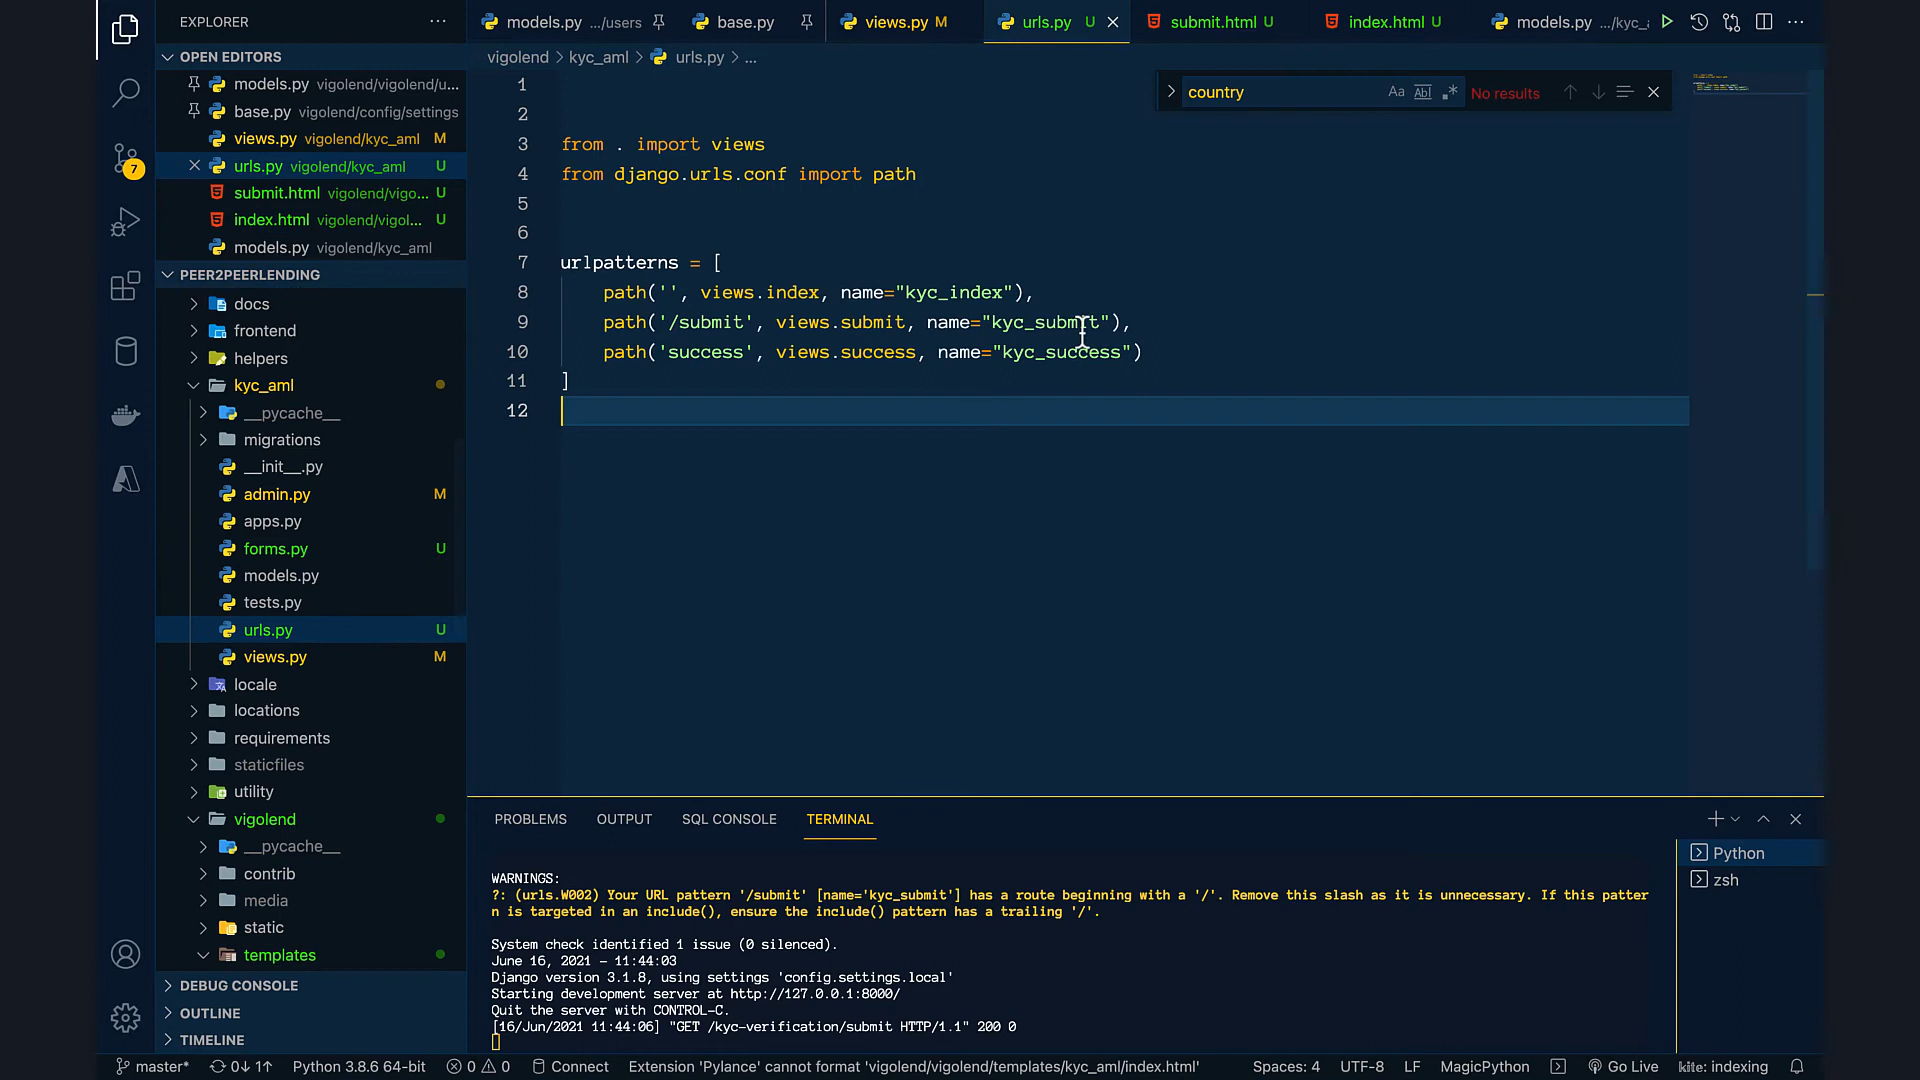 EXPLORER
OPEN EDITORS
models.py vigolend/vigolend/u...
base.py vigolend/config/settings
views.py vigolend/kyc_aml M
urls.py vigolend/kyc_aml U
submit.html vigolend/vigo... U
index.html vigolend/vigol... U
models.py vigolend/kyc_aml
PEER2PEERLENDING
docs
frontend
helpers
kyc_aml
__pycache__
migrations
__init__.py
admin.py M
apps.py
forms.py U
models.py
tests.py
urls.py U
views.py M
locale
locations
requirements
staticfiles
utility
vigolend
__pycache__
contrib
media
static
templates
DEBUG CONSOLE
OUTLINE
TIMELINE
7
models.py .../users
base.py
views.py M
urls.py U
submit.html U
index.html U
models.py .../kyc_a
vigolend > kyc_aml > urls.py > ...
country Aa Abl No results
1
2
3 from . import views
4 from django.urls.conf import path
5
6
7 urlpatterns = [
8 path('', views.index, name="kyc_index"),
9 path('/submit', views.submit, name="kyc_submit"),
10 path('success', views.success, name="kyc_success")
11 ]
12
PROBLEMS OUTPUT SQL CONSOLE TERMINAL
Python
zsh
WARNINGS:
?: (urls.W002) Your URL pattern '/submit' [name='kyc_submit'] has a route beginning with a '/'. Remove this slash as it is unnecessary. If this patter
n is targeted in an include(), ensure the include() pattern has a trailing '/'.
System check identified 1 issue (0 silenced).
June 16, 2021 - 11:44:03
Django version 3.1.8, using settings 'config.settings.local'
Starting development server at http://127.0.0.1:8000/
Quit the server with CONTROL-C.
[16/Jun/2021 11:44:06] "GET /kyc-verification/submit HTTP/1.1" 200 0
master* 0↓ 1↑ Python 3.8.6 64-bit 0 0 Connect Extension 'Pylance' cannot format 'vigolend/vigolend/templates/kyc_aml/index.html' Spaces: 4 UTF-8 LF MagicPython Go Live kite: indexing